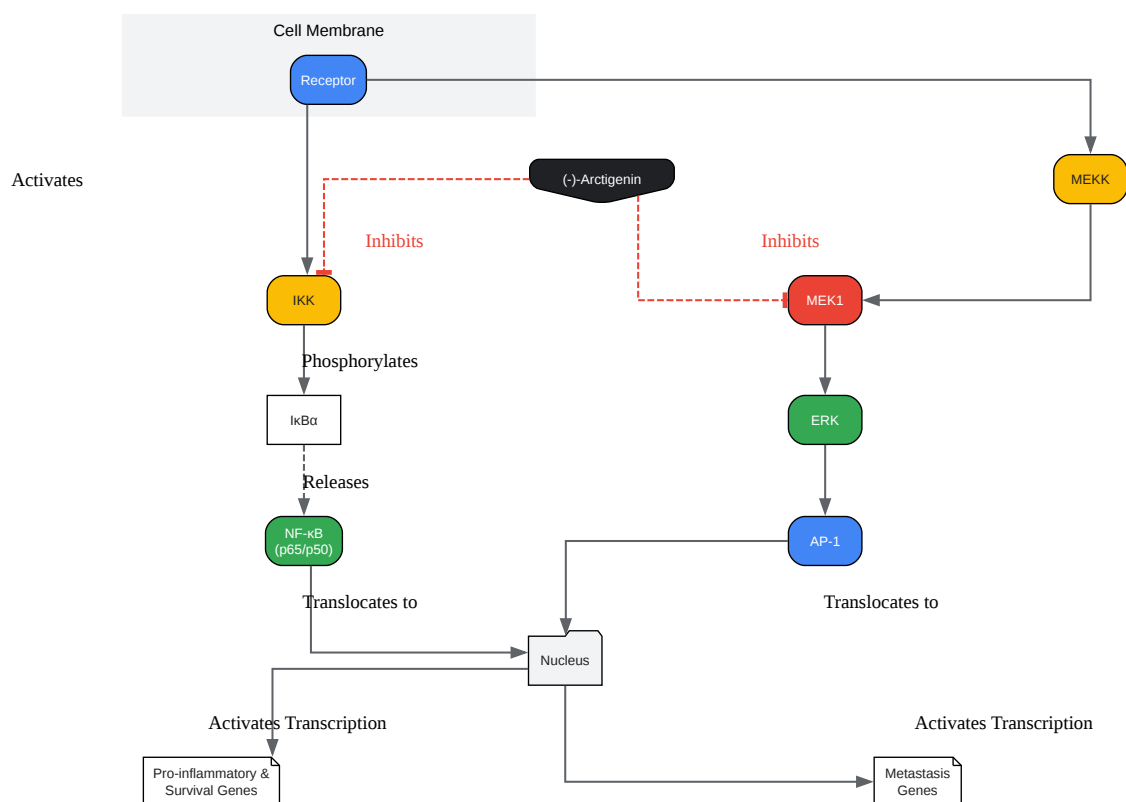 Cell Membrane
Receptor
Activates
(-)-Arctigenin
MEKK
Inhibits
Inhibits
IKK
MEK1
Phosphorylates
IκBα
ERK
Releases
NF-κB
(p65/p50)
AP-1
Translocates to
Translocates to
Nucleus
Activates Transcription
Activates Transcription
Pro-inflammatory &
Survival Genes
Metastasis
Genes